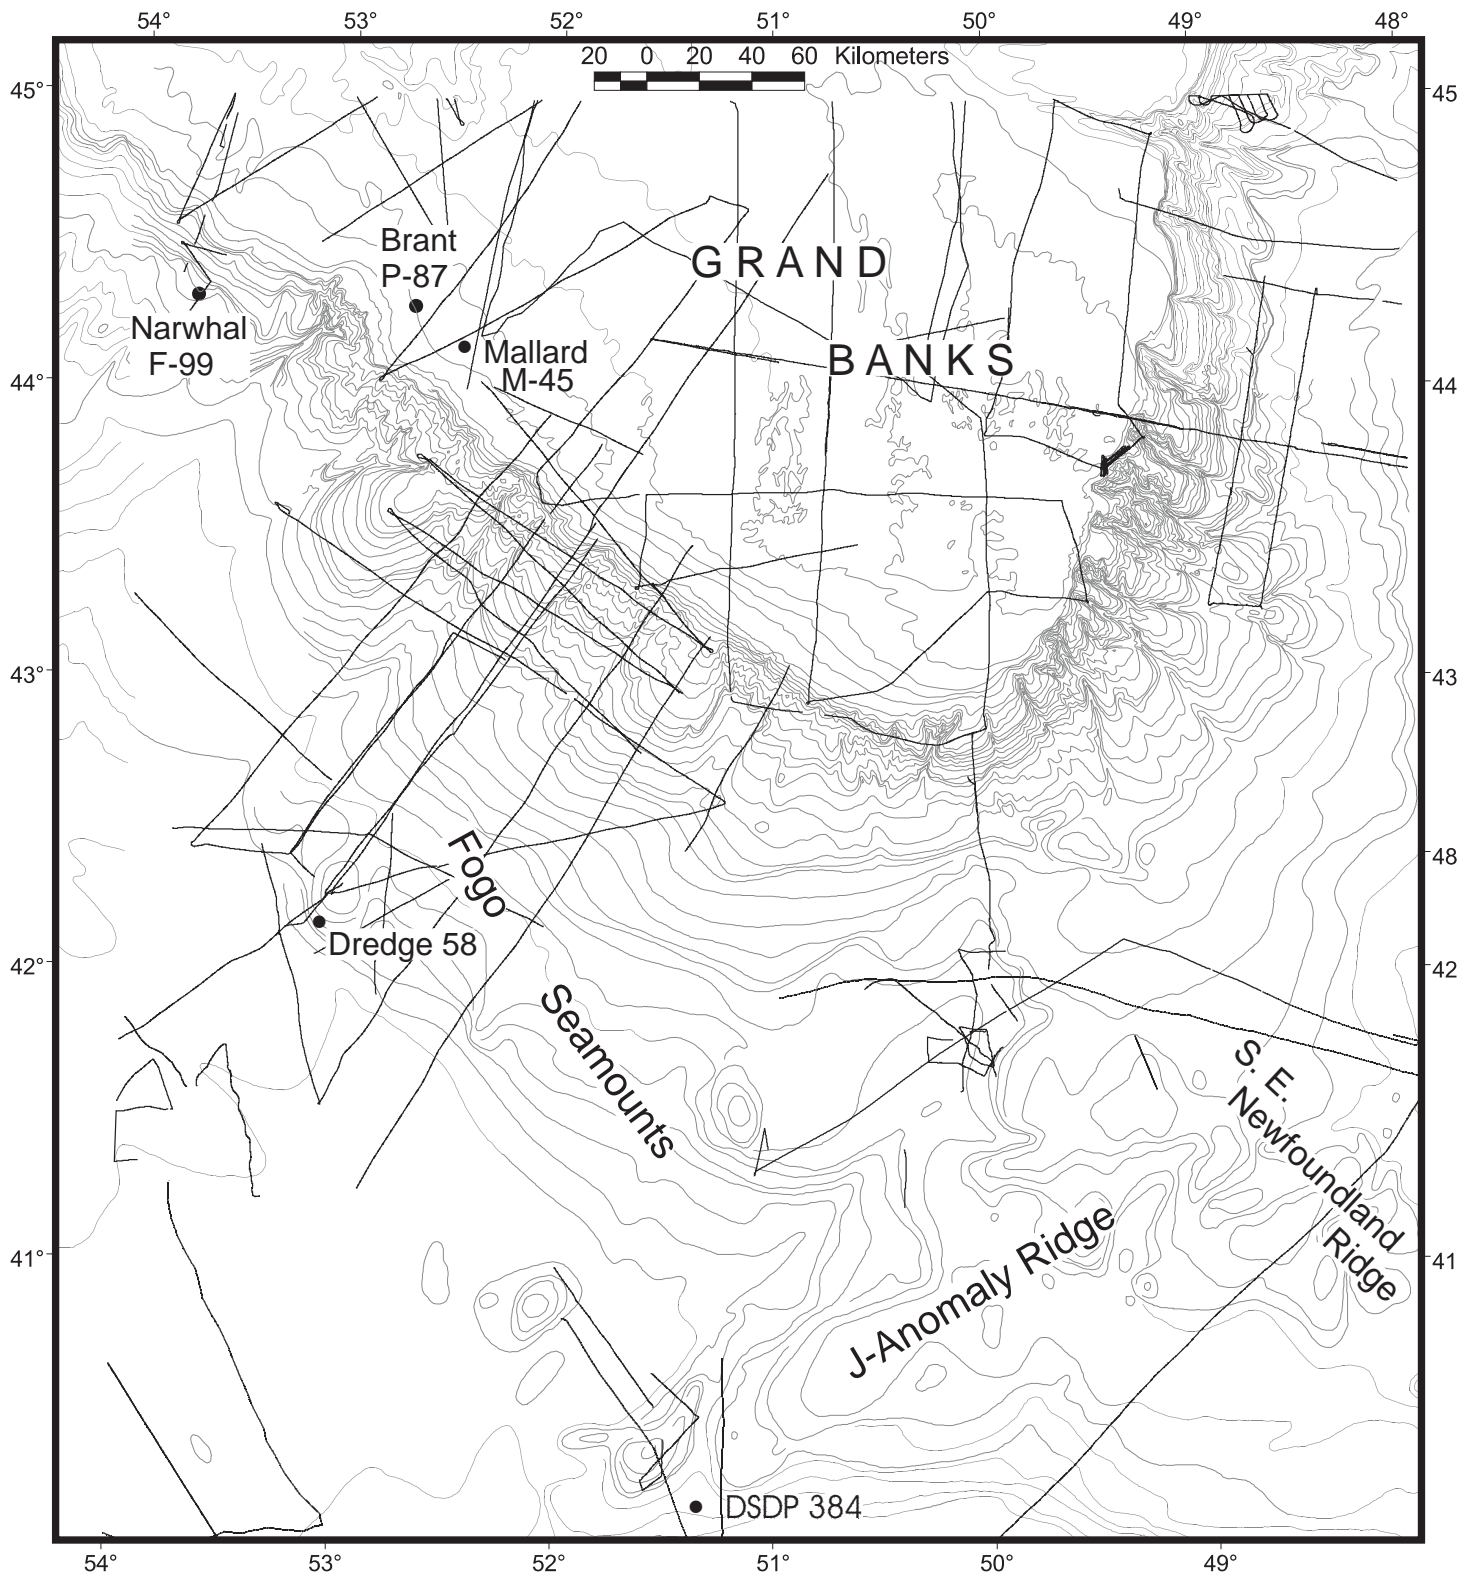 54° 53° 52° 51° 50° 49° 48°
20 0 20 40 60 Kilometers
45° 45
Brant
P-87
GRAND
Narwhal
F-99
Mallard
M-45
BANKS
44° 44
43° 43
48
Fogo
Dredge 58
42° 42
Seamounts
S. E.
Newfoundland
Ridge
J-Anomaly Ridge
41° 41
DSDP 384
54° 53° 52° 51° 50° 49°